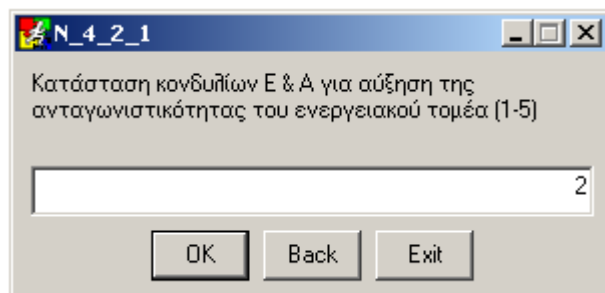 N_4_2_1
Κατάσταση κονδυλίων Ε & Α για αύξηση της
ανταγωνιστικότητας του ενεργειακού τομέα (1-5)
2
OK Back Exit